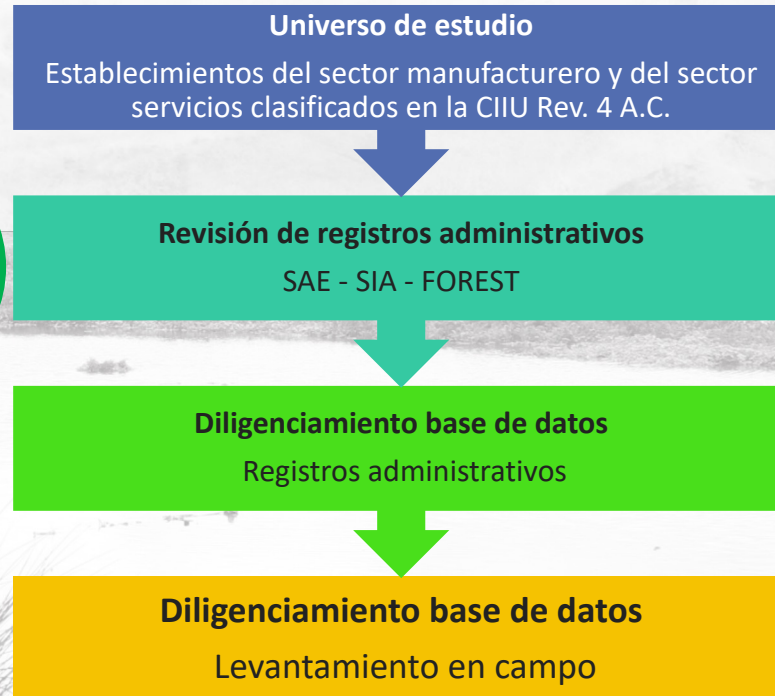 Universo de estudio
Establecimientos del sector manufacturero y del sector
servicios clasificados en la CIIU Rev. 4 A.C.
Revisión de registros administrativos
SAE - SIA - FOREST
Diligenciamiento base de datos
Registros administrativos
Diligenciamiento base de datos
Levantamiento en campo